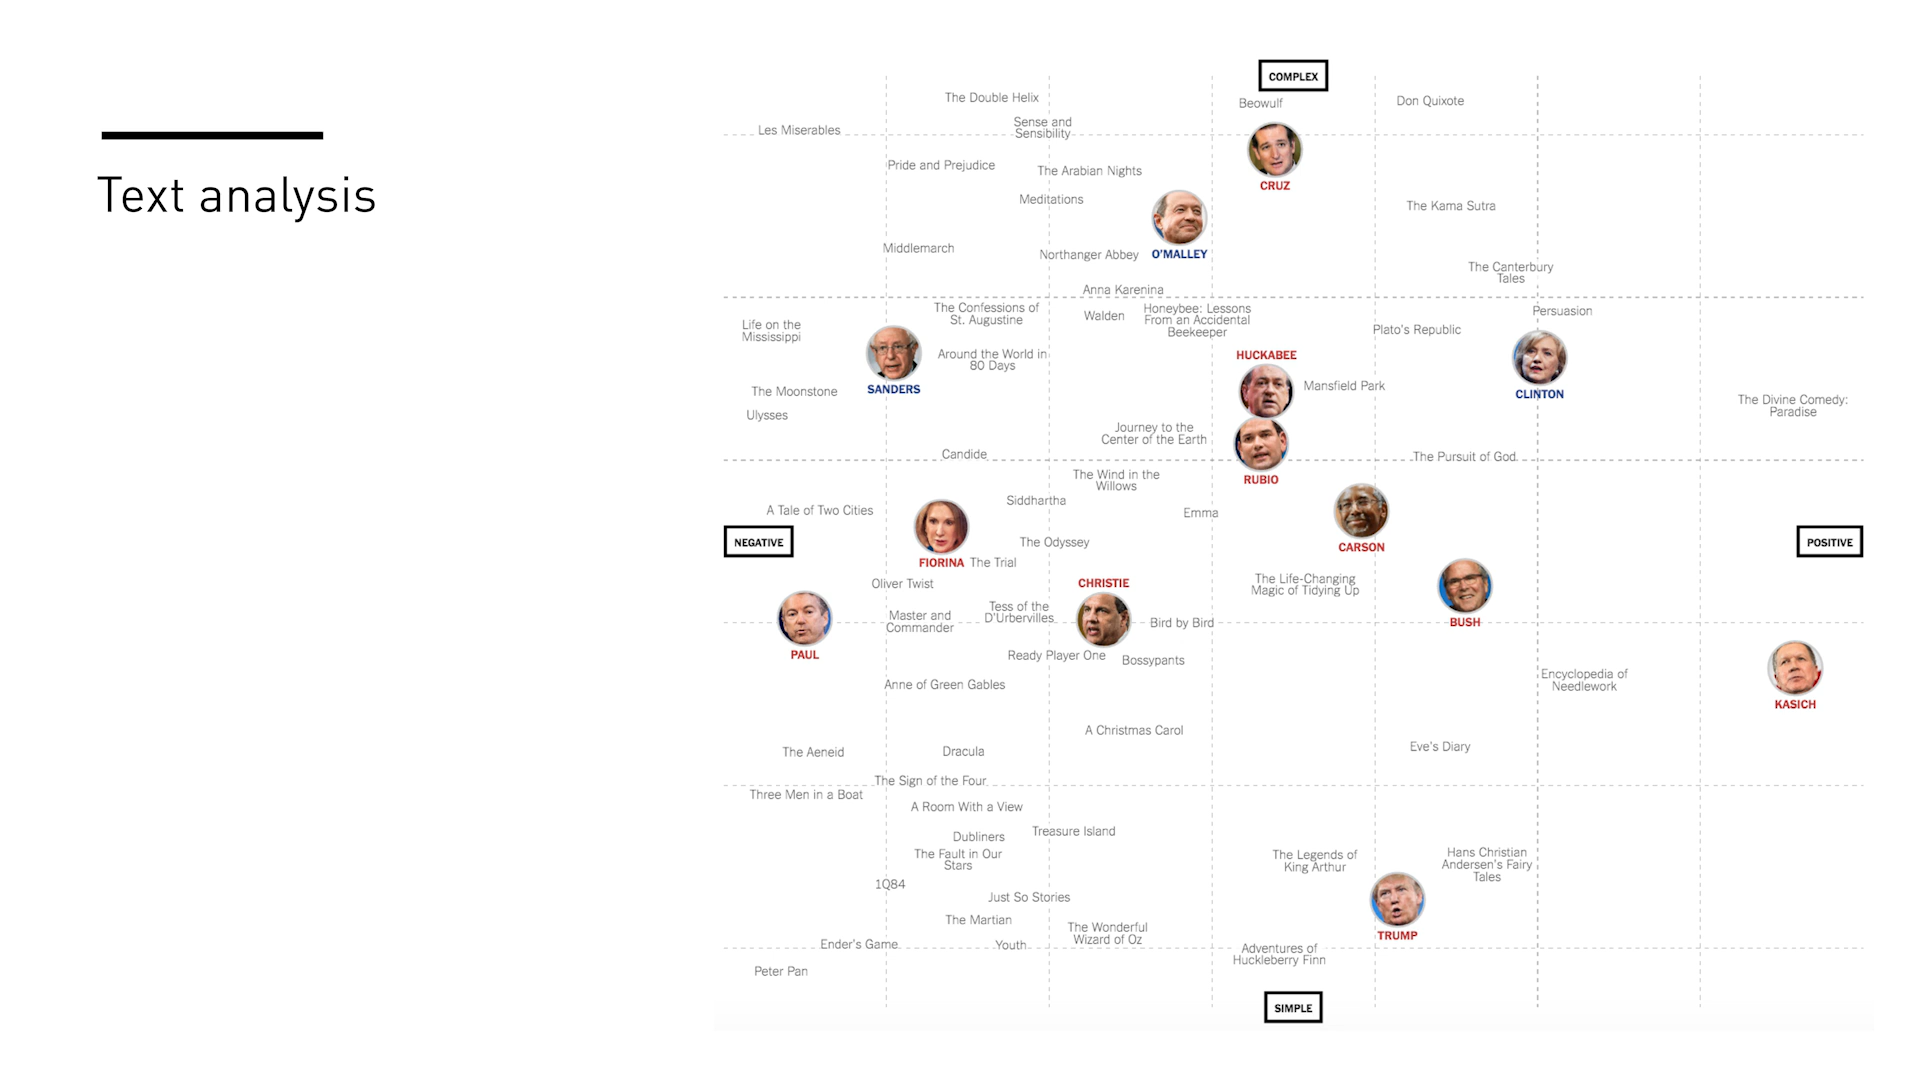 Text analysis
COMPLEX
The Double Helix
Beowulf
Don Quixote
Les Miserables
Sense and
Sensibility
CRUZ
Pride and Prejudice
The Arabian Nights
Meditations
The Kama Sutra
Middlemarch
Northanger Abbey
O'MALLEY
The Canterbury
Tales
Anna Karenina
The Confessions of
St. Augustine
Walden
Honeybee: Lessons
From an Accidental
Beekeeper
Persuasion
Life on the
Mississippi
Plato's Republic
Around the World in
80 Days
HUCKABEE
SANDERS
The Moonstone
Mansfield Park
CLINTON
Ulysses
The Divine Comedy:
Paradise
Journey to the
Center of the Earth
Candide
The Pursuit of God
The Wind in the
Willows
RUBIO
Siddhartha
A Tale of Two Cities
Emma
NEGATIVE
The Odyssey
CARSON
POSITIVE
FIORINA
The Trial
Oliver Twist
CHRISTIE
The Life-Changing
Magic of Tidying Up
Master and
Commander
Tess of the
D'Urbervilles
Bird by Bird
BUSH
PAUL
Ready Player One
Bossypants
Anne of Green Gables
Encyclopedia of
Needlework
KASICH
A Christmas Carol
The Aeneid
Dracula
Eve's Diary
The Sign of the Four
Three Men in a Boat
A Room With a View
Dubliners
Treasure Island
The Fault in Our
Stars
The Legends of
King Arthur
Hans Christian
Andersen's Fairy
Tales
1Q84
Just So Stories
The Martian
The Wonderful
Wizard of Oz
TRUMP
Ender's Game
Youth
Adventures of
Huckleberry Finn
Peter Pan
SIMPLE